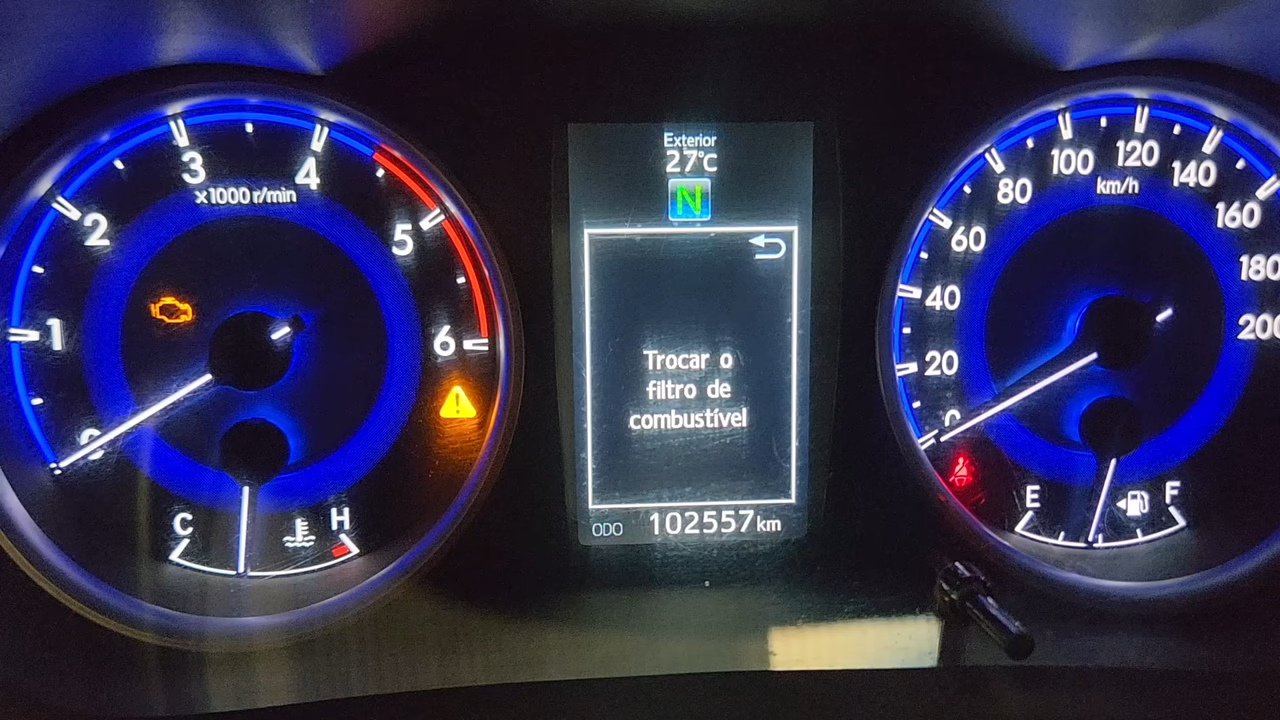 3
4
x1000 r/min
2
5
1
6
0
C
H
Exterior
27°C
N
Trocar o
filtro de
combustível
ODO 102557 km
100
120
140
km/h
80
160
60
180
40
200
20
0
E
F